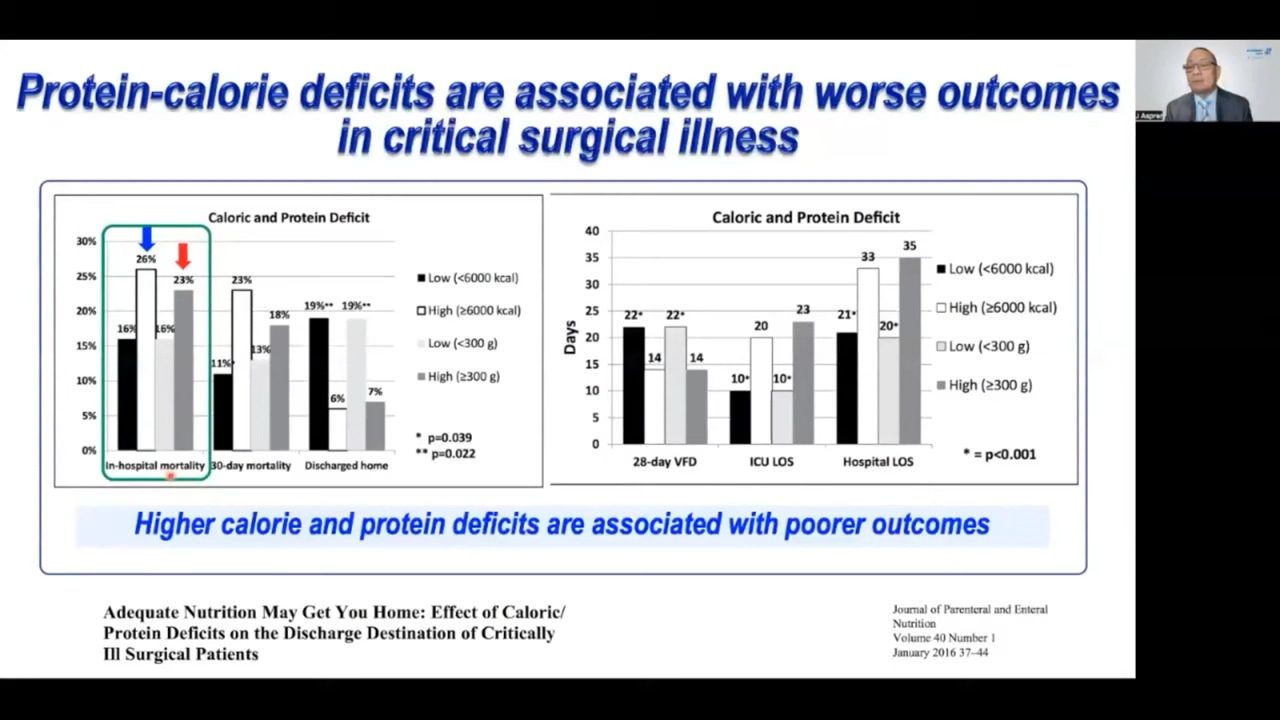 Protein-calorie deficits are associated with worse outcomes
in critical surgical illness
Caloric and Protein Deficit
30%
25%
20%
15%
10%
5%
0%
16%
26%
16%
23%
11%*
23%
13%
18%
19%**
6%
19%**
7%
In-hospital mortality
30-day mortality
Discharged home
Low (<6000 kcal)
High (≥6000 kcal)
Low (<300 g)
High (≥300 g)
* p=0.039
** p=0.022
Caloric and Protein Deficit
Days
40
35
30
25
20
15
10
5
0
22*
14
22*
14
10*
20
10*
23
21*
33
20*
35
28-day VFD
ICU LOS
Hospital LOS
Low (<6000 kcal)
High (≥6000 kcal)
Low (<300 g)
High (≥300 g)
* = p<0.001
Higher calorie and protein deficits are associated with poorer outcomes
Adequate Nutrition May Get You Home: Effect of Caloric/
Protein Deficits on the Discharge Destination of Critically
Ill Surgical Patients
Journal of Parenteral and Enteral
Nutrition
Volume 40 Number 1
January 2016 37–44